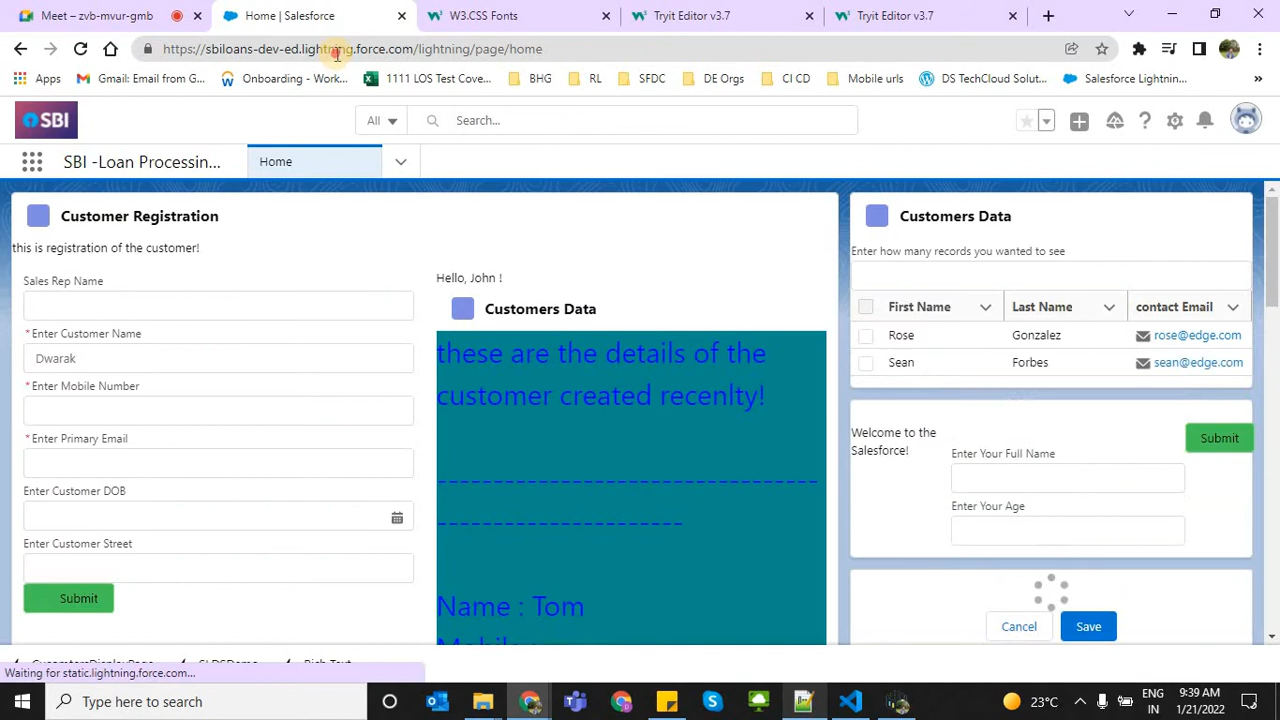 Meet – zvb-mvur-gmb
Home | Salesforce
W3.CSS Fonts
Tryit Editor v3.7
Tryit Editor v3.7
https://sbiloans-dev-ed.lightning.force.com/lightning/page/home
Apps
Gmail: Email from G...
Onboarding - Work...
1111 LOS Test Cove...
BHG
RL
SFDC
DE Orgs
CI CD
Mobile urls
DS TechCloud Soluti...
Salesforce Lightnin...
»
SBI
All
Search...
SBI -Loan Processin...
Home
Customer Registration
this is registration of the customer!
Sales Rep Name
*Enter Customer Name
Dwarak
*Enter Mobile Number
*Enter Primary Email
Enter Customer DOB
Enter Customer Street
Submit
Hello, John !
Customers Data
these are the details of the
customer created recenlty!
-------------------------------
----------------------
Name : Tom
Customers Data
Enter how many records you wanted to see
First Name
Last Name
contact Email
Rose
Gonzalez
rose@edge.com
Sean
Forbes
sean@edge.com
Welcome to the
Salesforce!
Enter Your Full Name
Enter Your Age
Submit
Cancel
Save
Waiting for static.lightning.force.com...
Type here to search
23°C
ENG
IN
9:39 AM
1/21/2022